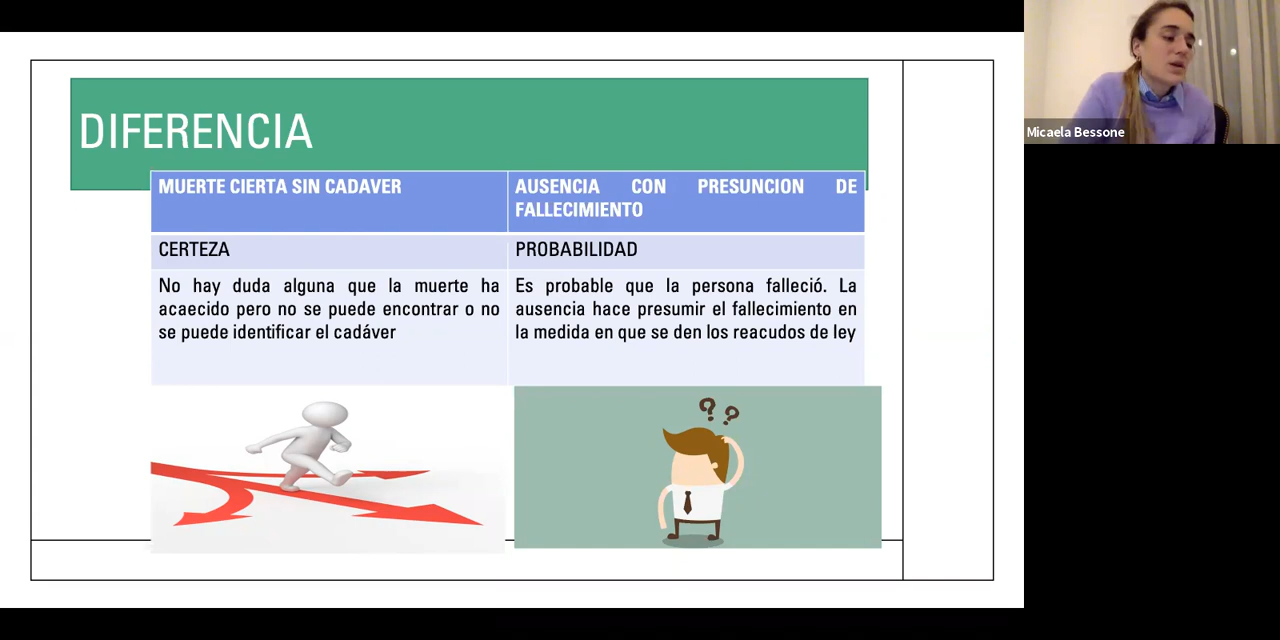 DIFERENCIA
MUERTE CIERTA SIN CADAVER
AUSENCIA CON PRESUNCION DE
FALLECIMIENTO
CERTEZA
PROBABILIDAD
No hay duda alguna que la muerte ha
acaecido pero no se puede encontrar o no
se puede identificar el cadáver
Es probable que la persona falleció. La
ausencia hace presumir el fallecimiento en
la medida en que se den los reacudos de ley
? ?
Micaela Bessone